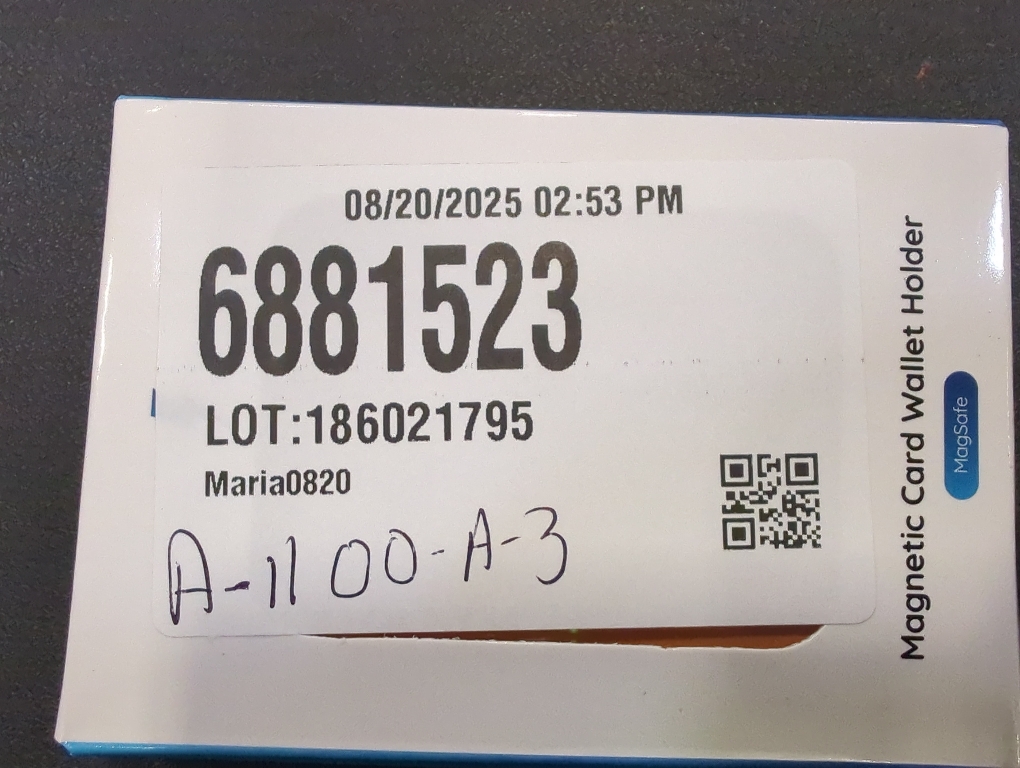 08/20/2025 02:53 PM
6881523
LOT:186021795
Maria0820
A-1100-A-3
Magnetic Card Wallet Holder
MagSafe